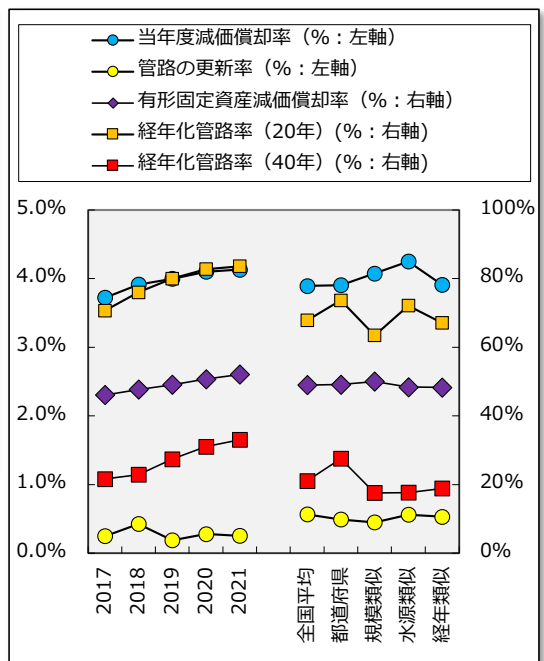 当年度減価償却率（%：左軸）
管路の更新率（%：左軸）
有形固定資産減価償却率（%：右軸）
経年化管路率（20年）(%：右軸)
経年化管路率（40年）(%：右軸)
5.0% 100%
4.0% 80%
3.0% 60%
2.0% 40%
1.0% 20%
0.0% 0%
2017
2018
2019
2020
2021
全国平均
都道府県
規模類似
水源類似
経年類似